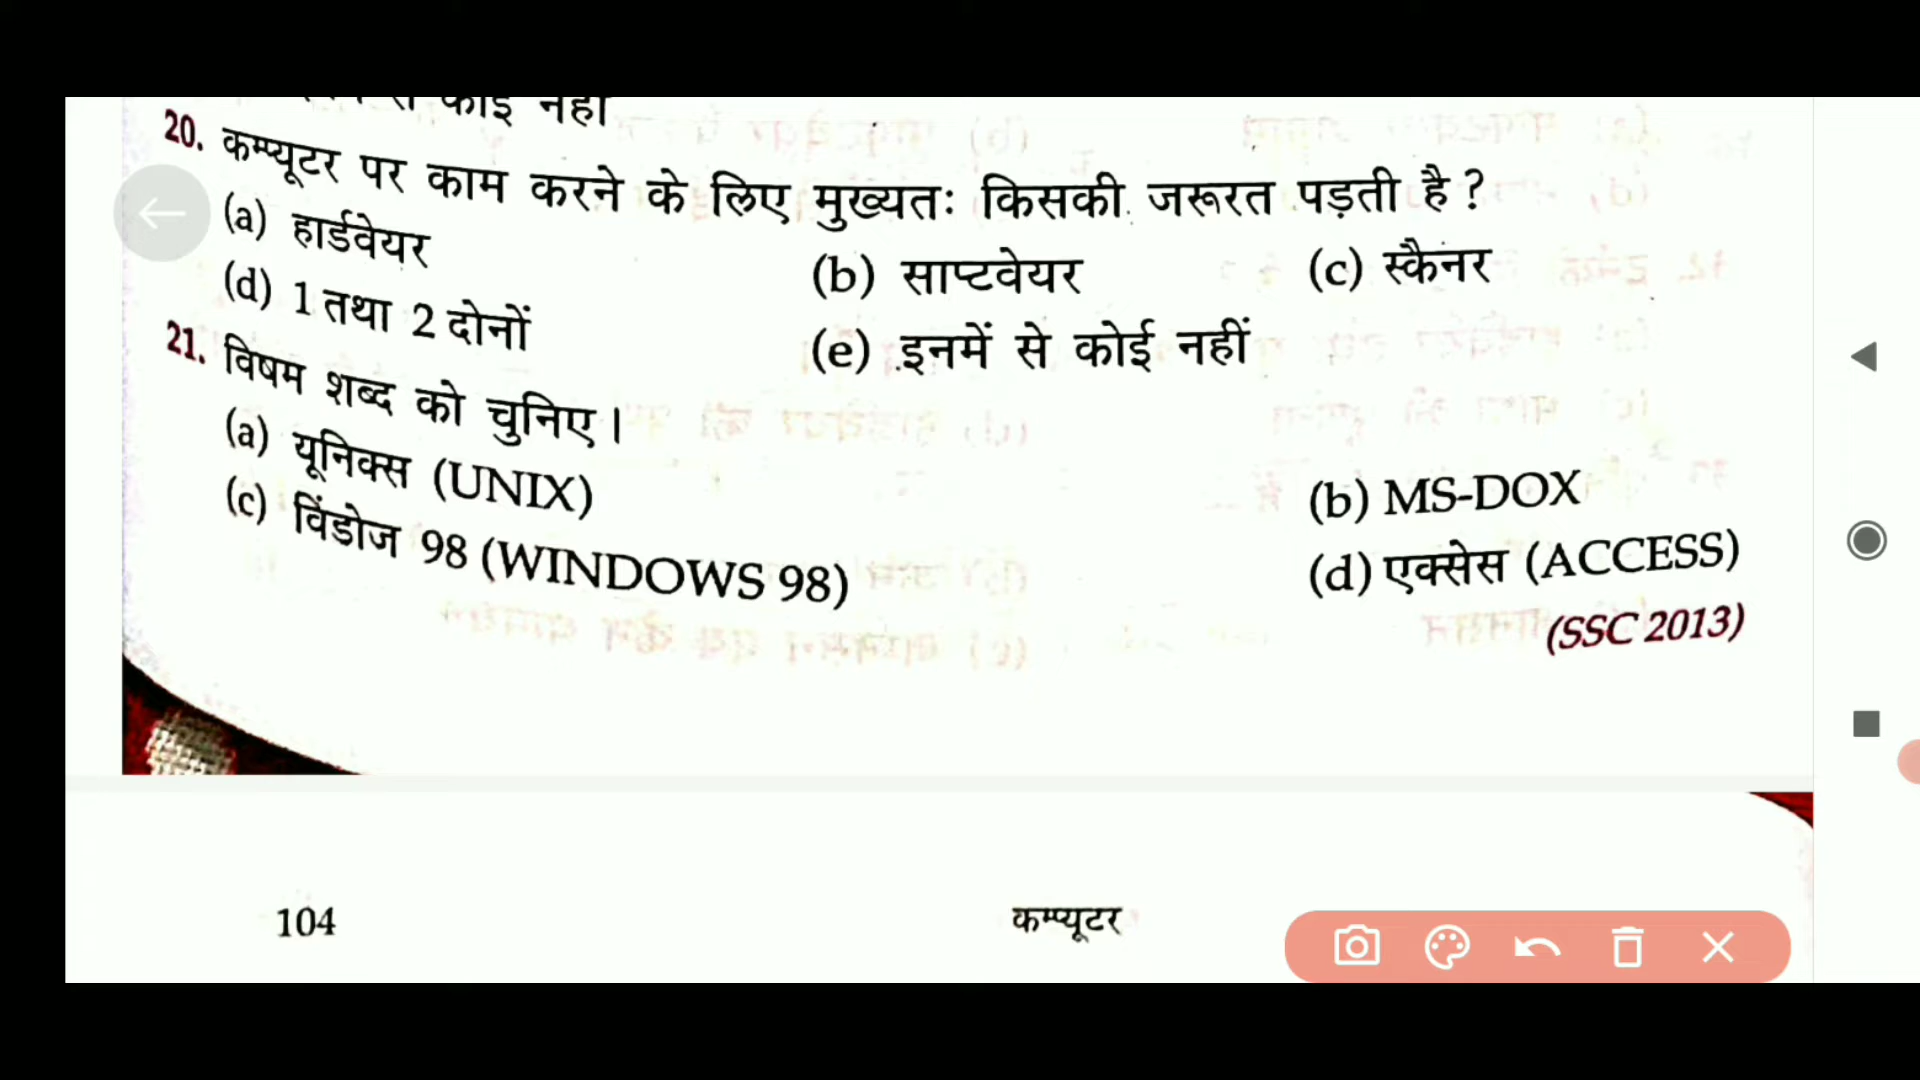 कोई नहीं
20. कम्प्यूटर पर काम करने के लिए मुख्यतः किसकी जरूरत पड़ती है ?
(a) हार्डवेयर (b) साप्टवेयर (c) स्कैनर
(d) 1 तथा 2 दोनों (e) इनमें से कोई नहीं
21. विषम शब्द को चुनिए।
(a) यूनिक्स (UNIX) (b) MS-DOX
(c) विंडोज 98 (WINDOWS 98) (d) एक्सेस (ACCESS)
(SSC 2013)
104 कम्प्यूटर